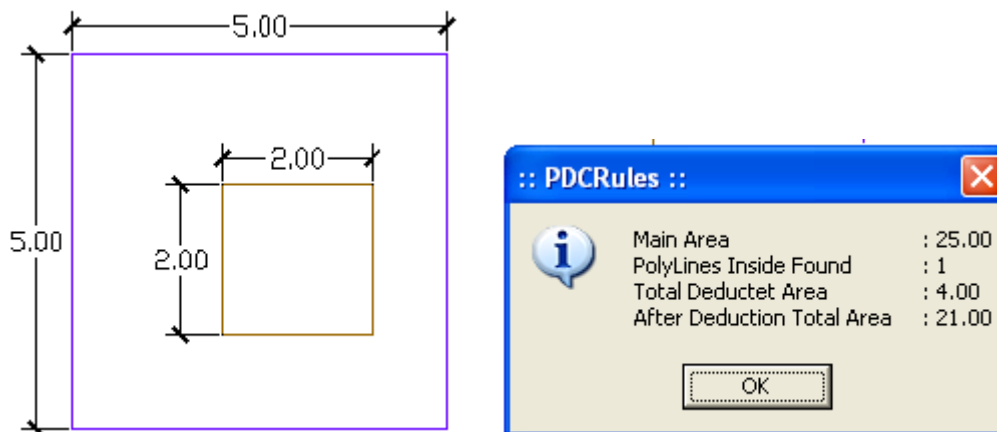 5.00
2.00
5.00
2.00
:: PDCRules ::
Main Area : 25.00
PolyLines Inside Found : 1
Total Deductet Area : 4.00
After Deduction Total Area : 21.00
OK